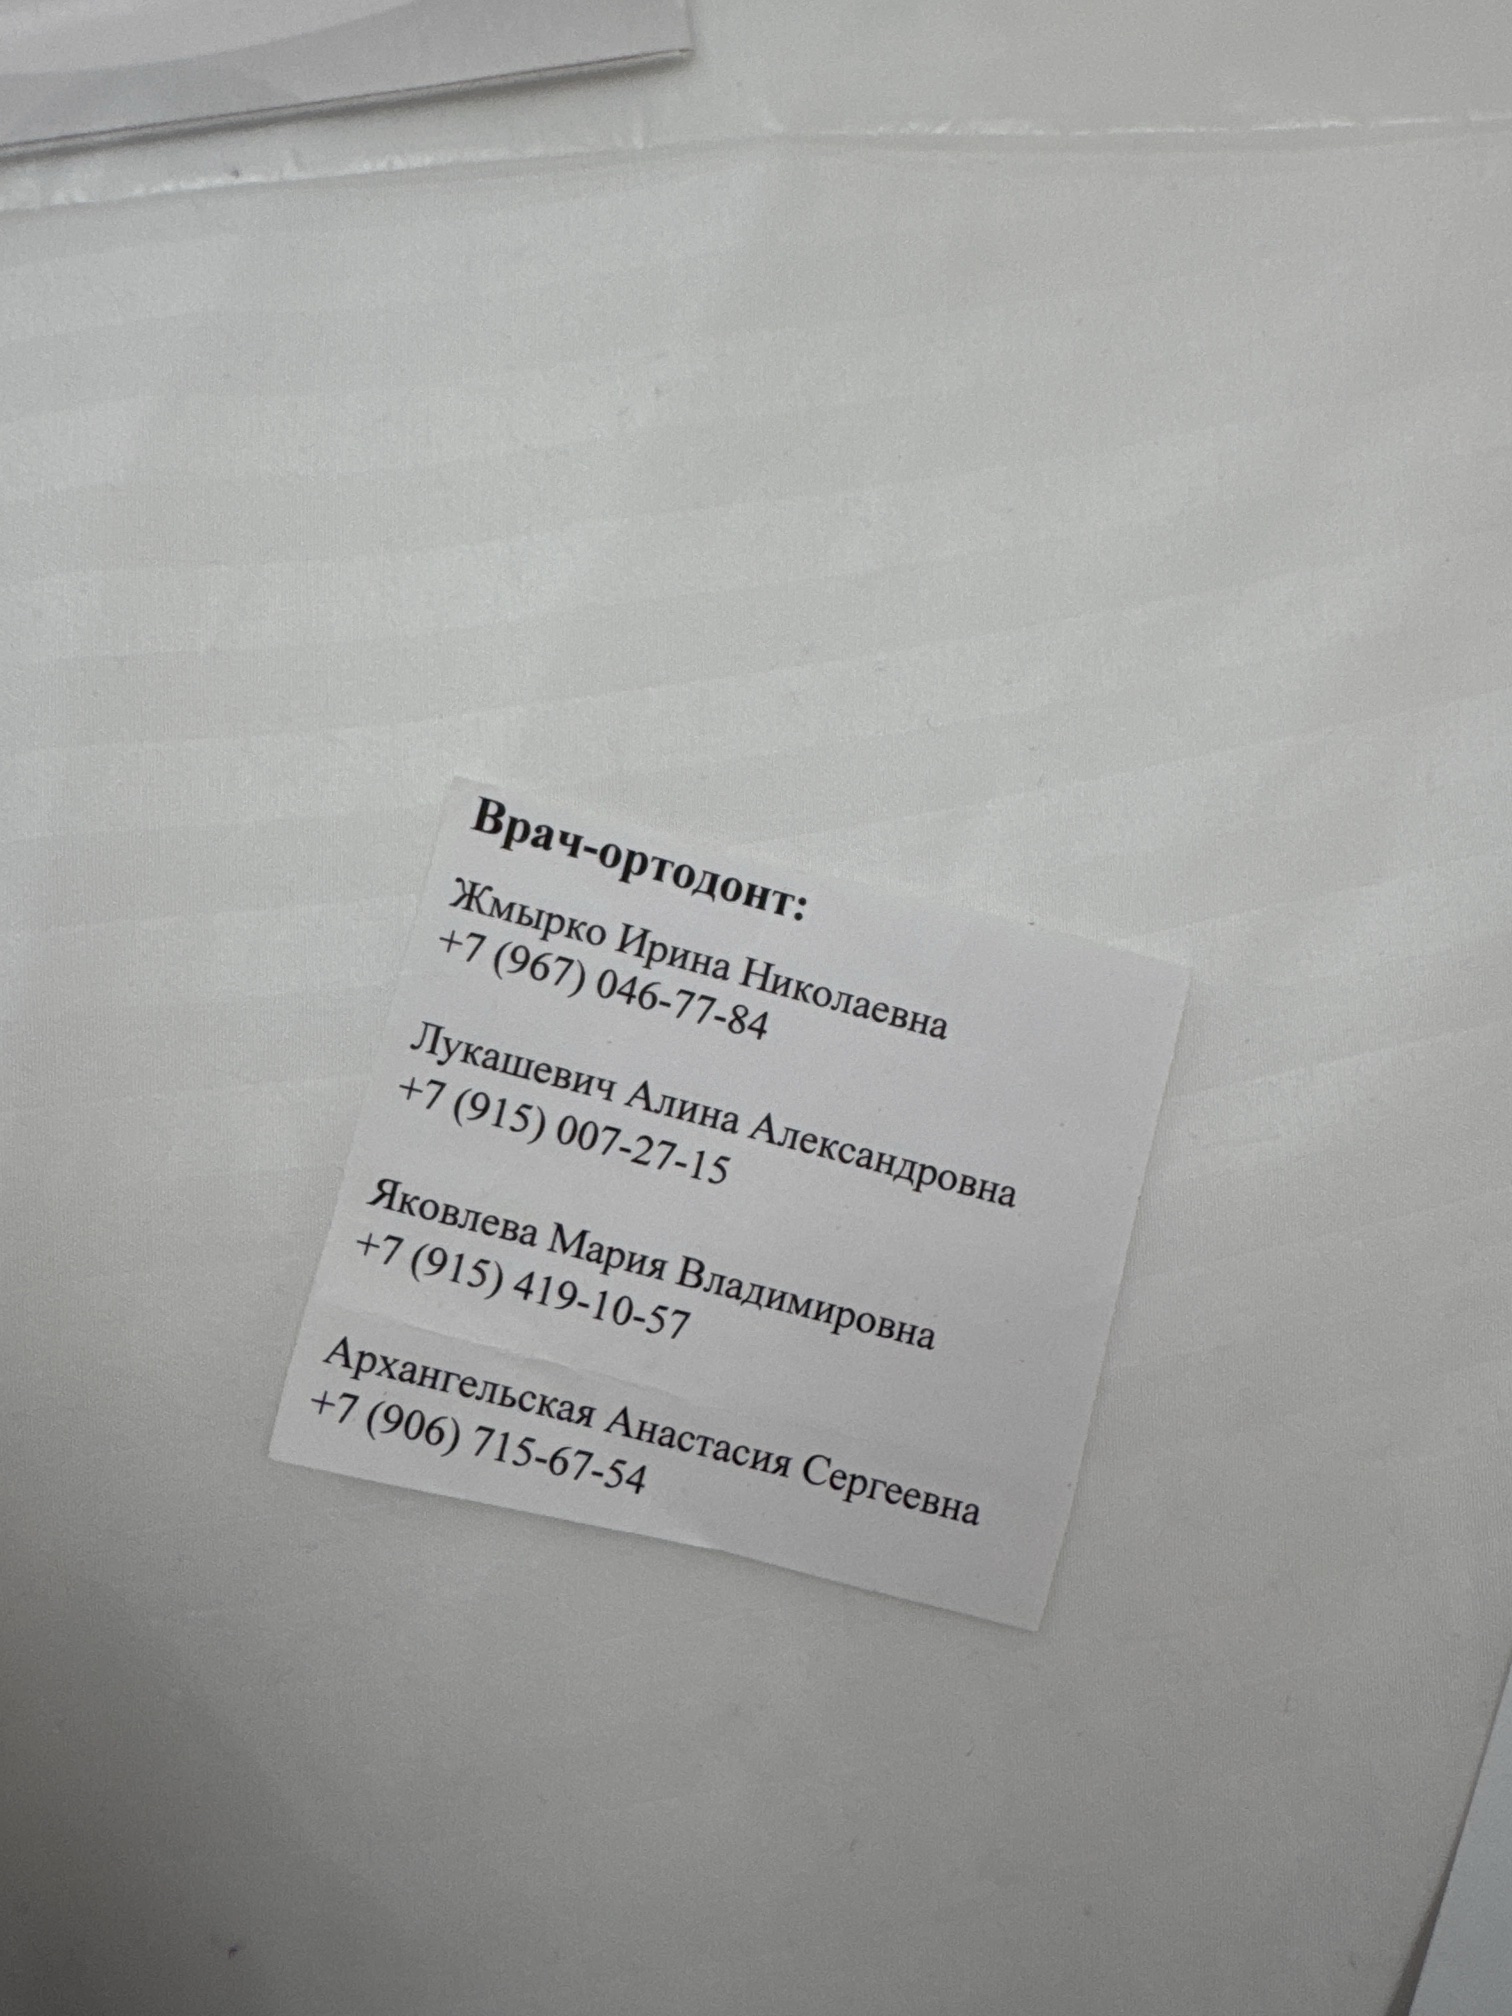 Врач-ортодонт:
Жмырко Ирина Николаевна
+7 (967) 046-77-84
Лукашевич Алина Александровна
+7 (915) 007-27-15
Яковлева Мария Владимировна
+7 (915) 419-10-57
Архангельская Анастасия Сергеевна
+7 (906) 715-67-54